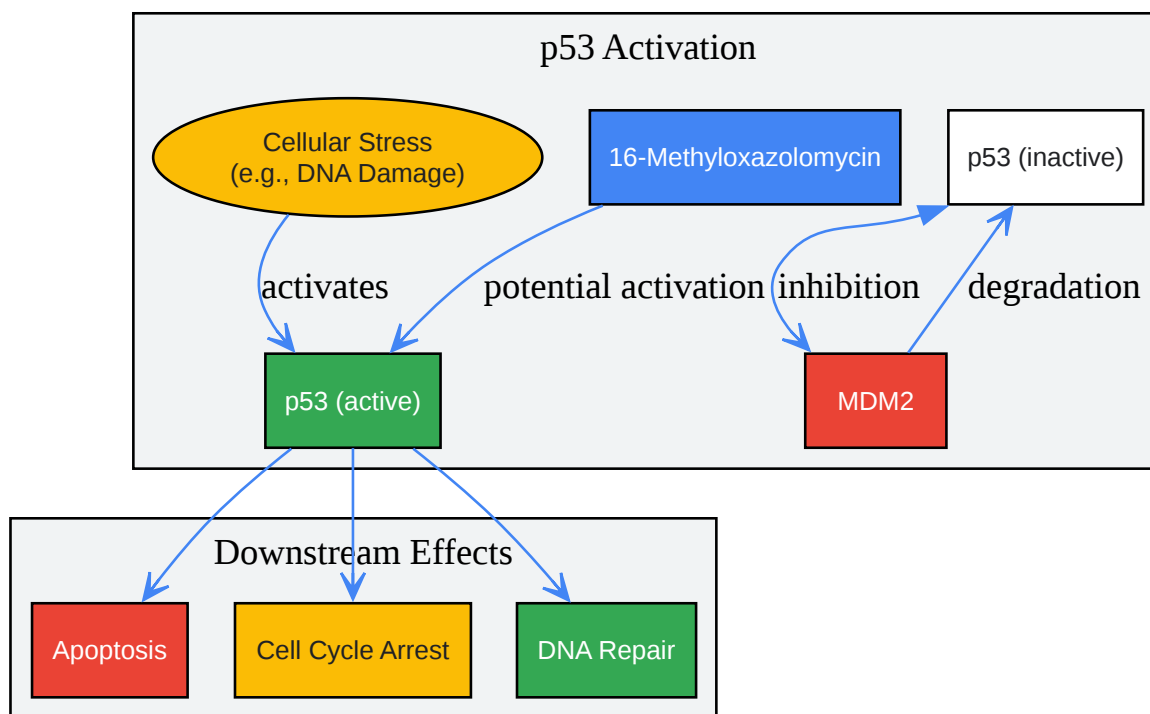 p53 Activation
Cellular Stress
(e.g., DNA Damage)
16-Methyloxazolomycin
p53 (inactive)
activates
potential activation
inhibition
degradation
p53 (active)
MDM2
Downstream Effects
Apoptosis
Cell Cycle Arrest
DNA Repair